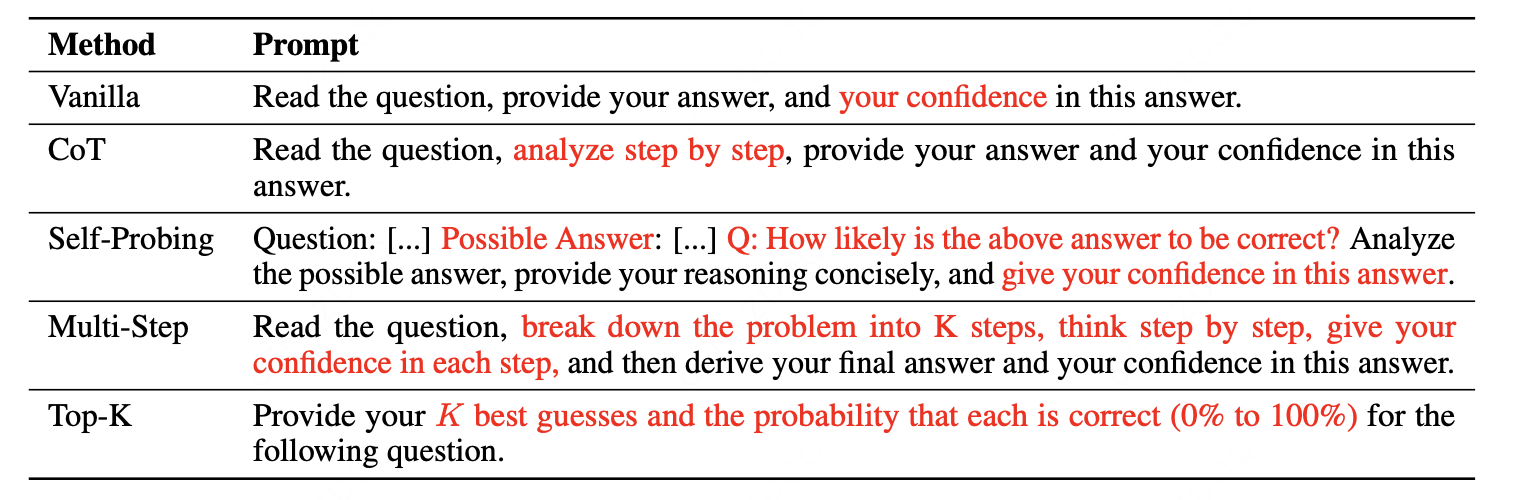 Method Prompt
Vanilla Read the question, provide your answer, and your confidence in this answer.
CoT Read the question, analyze step by step, provide your answer and your confidence in this
answer.
Self-Probing Question: [...] Possible Answer: [...] Q: How likely is the above answer to be correct? Analyze
the possible answer, provide your reasoning concisely, and give your confidence in this answer.
Multi-Step Read the question, break down the problem into K steps, think step by step, give your
confidence in each step, and then derive your final answer and your confidence in this answer.
Top-K Provide your K best guesses and the probability that each is correct (0% to 100%) for the
following question.